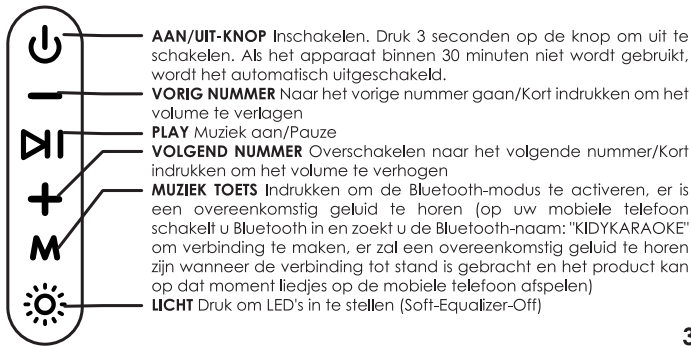 AAN/UIT-KNOP Inschakelen. Druk 3 seconden op de knop om uit te
schakelen. Als het apparaat binnen 30 minuten niet wordt gebruikt,
wordt het automatisch uitgeschakeld.
VORIG NUMMER Naar het vorige nummer gaan/Kort indrukken om het
volume te verlagen
PLAY Muziek aan/Pauze
VOLGEND NUMMER Overschakelen naar het volgende nummer/Kort
indrukken om het volume te verhogen
MUZIEK TOETS Indrukken om de Bluetooth-modus te activeren, er is
een overeenkomstig geluid te horen (op uw mobiele telefoon
schakelt u Bluetooth in en zoekt u de Bluetooth-naam: "KIDYKARAOKE"
om verbinding te maken, er zal een overeenkomstig geluid te horen
zijn wanneer de verbinding tot stand is gebracht en het product kan
op dat moment liedjes op de mobiele telefoon afspelen)
M
LICHT Druk om LED's in te stellen (Soft-Equalizer-Off)
3